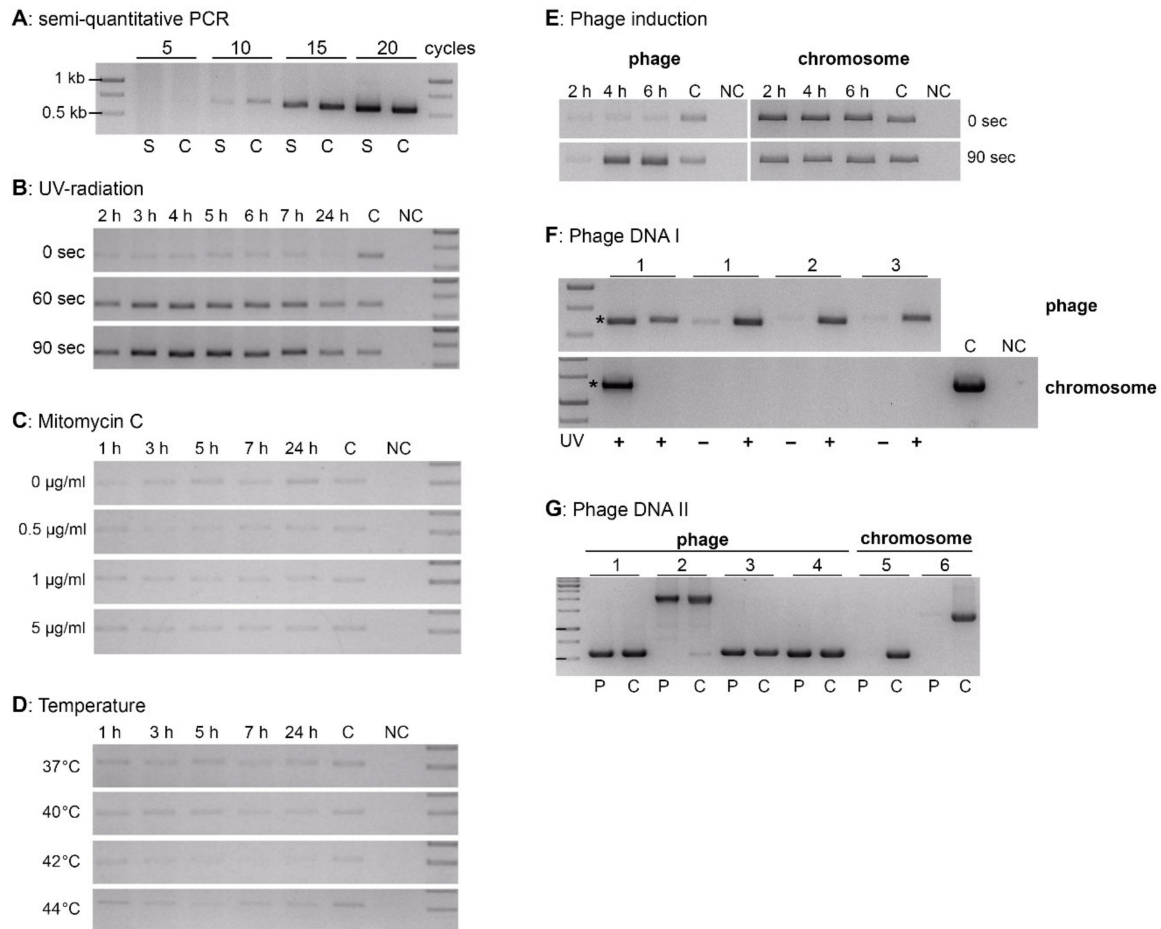 A: semi-quantitative PCR
5 10 15 20 cycles
1 kb
0.5 kb
S C S C S C S C
B: UV-radiation
2 h 3 h 4 h 5 h 6 h 7 h 24 h C NC
0 sec
60 sec
90 sec
C: Mitomycin C
1 h 3 h 5 h 7 h 24 h C NC
0 µg/ml
0.5 µg/ml
1 µg/ml
5 µg/ml
D: Temperature
1 h 3 h 5 h 7 h 24 h C NC
37°C
40°C
42°C
44°C
E: Phage induction
phage chromosome
2 h 4 h 6 h C NC 2 h 4 h 6 h C NC
0 sec
90 sec
F: Phage DNA I
1 1 2 3
* phage
C NC
* chromosome
UV + + – + – + – +
G: Phage DNA II
phage chromosome
1 2 3 4 5 6
P C P C P C P C P C P C